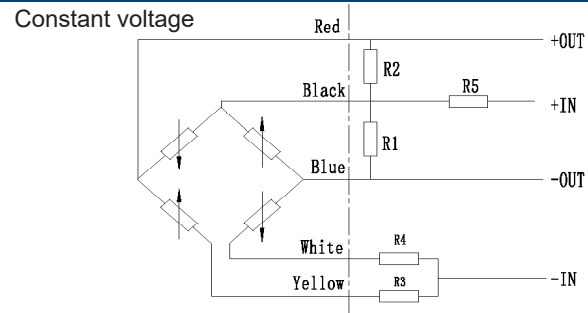 Constant voltage
Red
+OUT
R2
Black
R5
+IN
R1
Blue
-OUT
White
R4
Yellow
R3
-IN